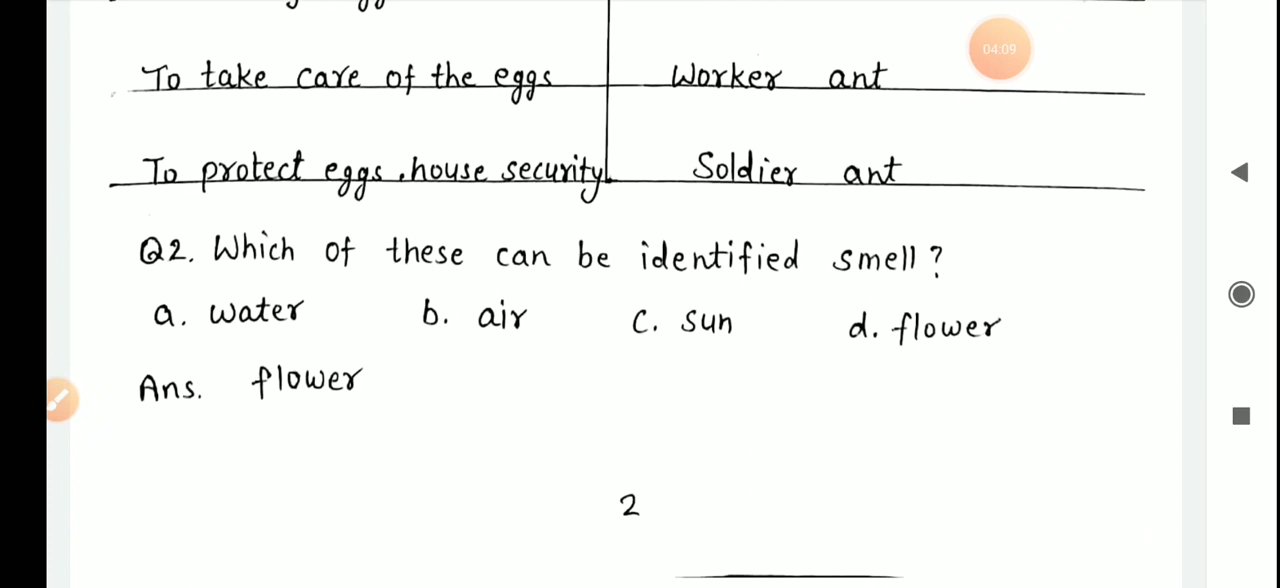 04:09
To take care of the eggs Worker ant
To protect eggs, house security Soldier ant
Q2. Which of these can be identified smell?
a. water b. air c. sun d. flower
Ans. flower
2